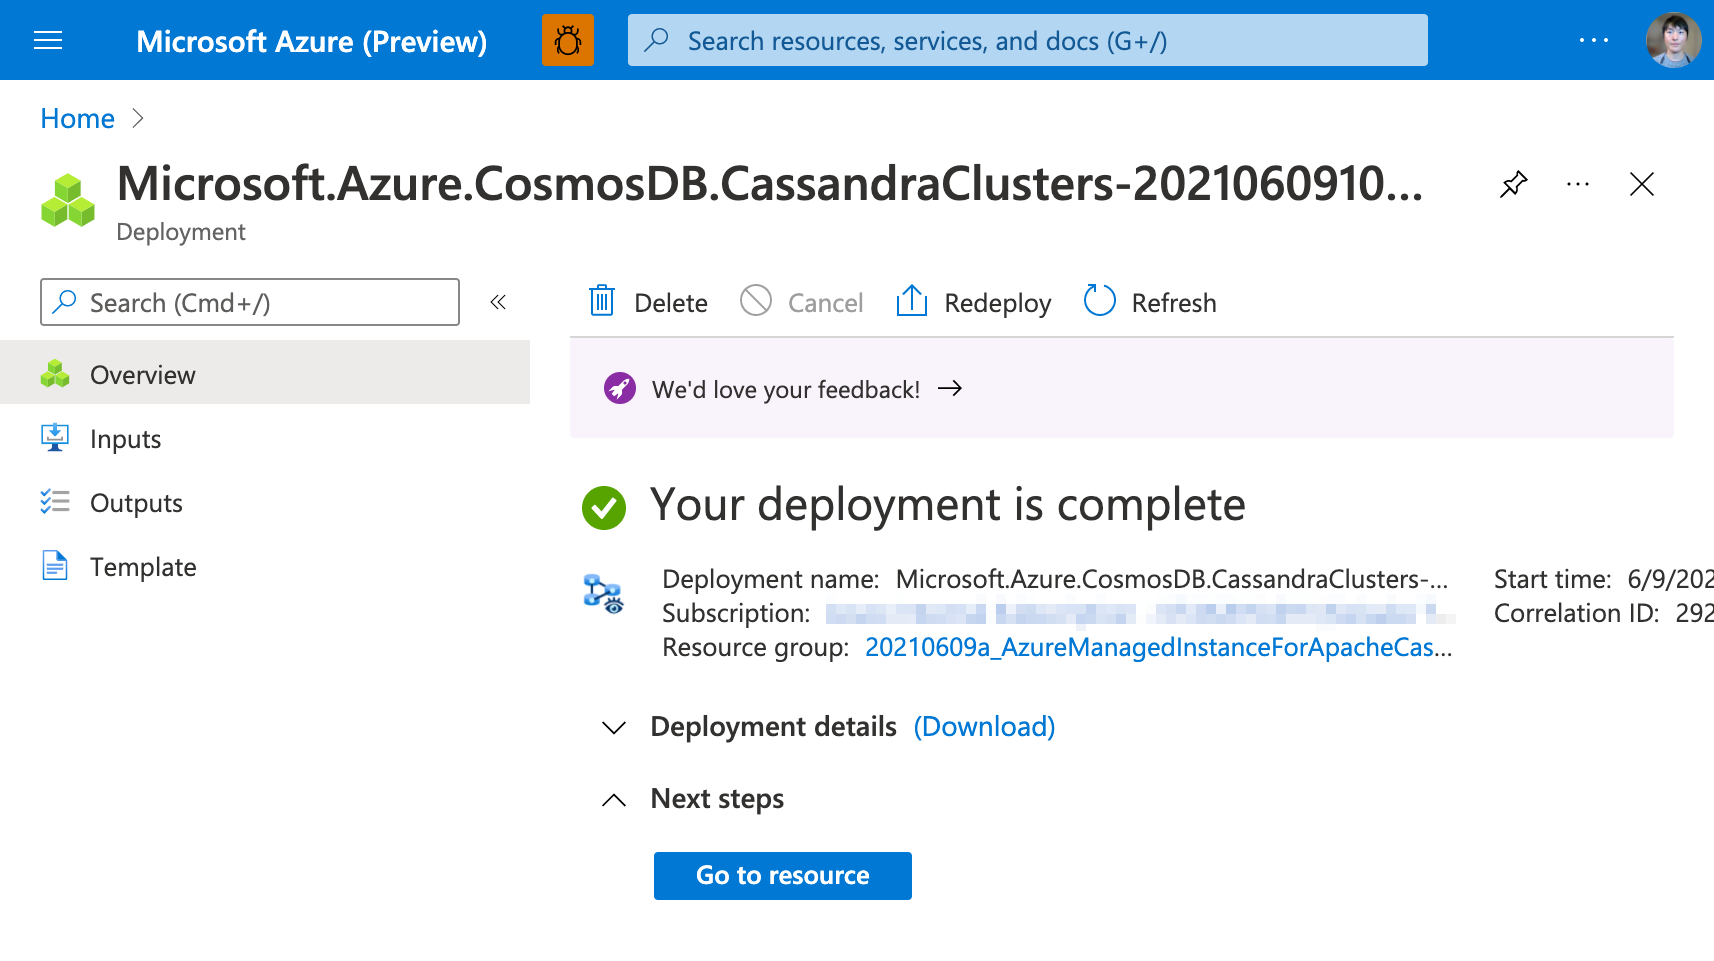 Microsoft Azure (Preview)
Search resources, services, and docs (G+/)
Home
Microsoft.Azure.CosmosDB.CassandraClusters-2021060910...
Deployment
Search (Cmd+/)
Delete
Cancel
Redeploy
Refresh
Overview
Inputs
Outputs
Template
We'd love your feedback!
Your deployment is complete
Deployment name: Microsoft.Azure.CosmosDB.CassandraClusters-...
Start time: 6/9/202
Subscription:
Correlation ID: 292
Resource group: 20210609a_AzureManagedInstanceForApacheCas...
Deployment details (Download)
Next steps
Go to resource